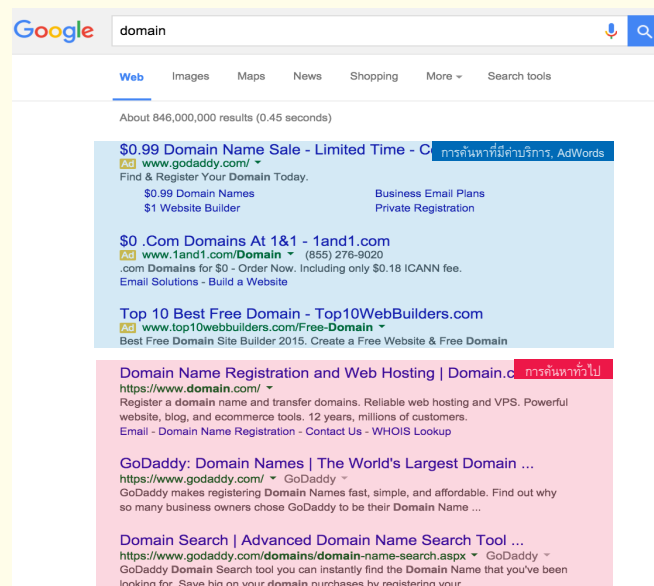 Google domain
Web Images Maps News Shopping More Search tools
About 846,000,000 results (0.45 seconds)
$0.99 Domain Name Sale - Limited Time - การค้นหาที่มีค่าบริการ, AdWords
Ad www.godaddy.com/
Find & Register Your Domain Today.
$0.99 Domain Names Business Email Plans
$1 Website Builder Private Registration
$0 .Com Domains At 1&1 - 1and1.com
Ad www.1and1.com/Domain (855) 276-9020
.com Domains for $0 - Order Now. Including only $0.18 ICANN fee.
Email Solutions - Build a Website
Top 10 Best Free Domain - Top10WebBuilders.com
Ad www.top10webbuilders.com/Free-Domain
Best Free Domain Site Builder 2015. Create a Free Website & Free Domain
Domain Name Registration and Web Hosting | Domain.c การค้นหาทั่วไป
https://www.domain.com/
Register a domain name and transfer domains. Reliable web hosting and VPS. Powerful
website, blog, and ecommerce tools. 12 years, millions of customers.
Email - Domain Name Registration - Contact Us - WHOIS Lookup
GoDaddy: Domain Names | The World's Largest Domain ...
https://www.godaddy.com/ GoDaddy
GoDaddy makes registering Domain Names fast, simple, and affordable. Find out why
so many business owners chose GoDaddy to be their Domain Name ...
Domain Search | Advanced Domain Name Search Tool ...
https://www.godaddy.com/domains/domain-name-search.aspx GoDaddy
GoDaddy Domain Search tool you can instantly find the Domain Name that you've been
looking for. Save big on your domain purchases by registering your